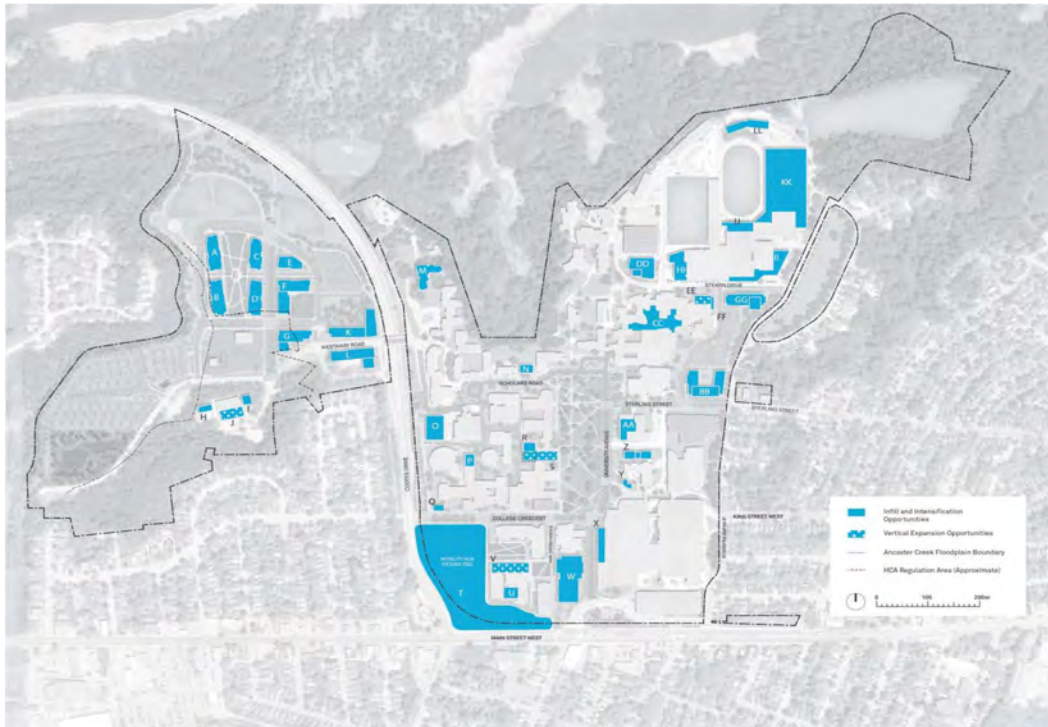 LL
KK
II
DD
HH
A
C
E
B
D
F
STEARN DRIVE
EE
GG
FF
M
CC
G
K
WESTAWAY ROAD
L
N
SCHOLARS ROAD
BB
STERLING STREET
STERLING STREET
H
I
J
O
AA
R
Z
P
S
Y
Q
COLLEGE CRESCENT
X
KING STREET WEST
V
W
T
U
MAIN STREET WEST
Infill and Intensification
Opportunities
Vertical Expansion Opportunities
Ancaster Creek Floodplain Boundary
HCA Regulation Area (Approximate)
0 100 200m